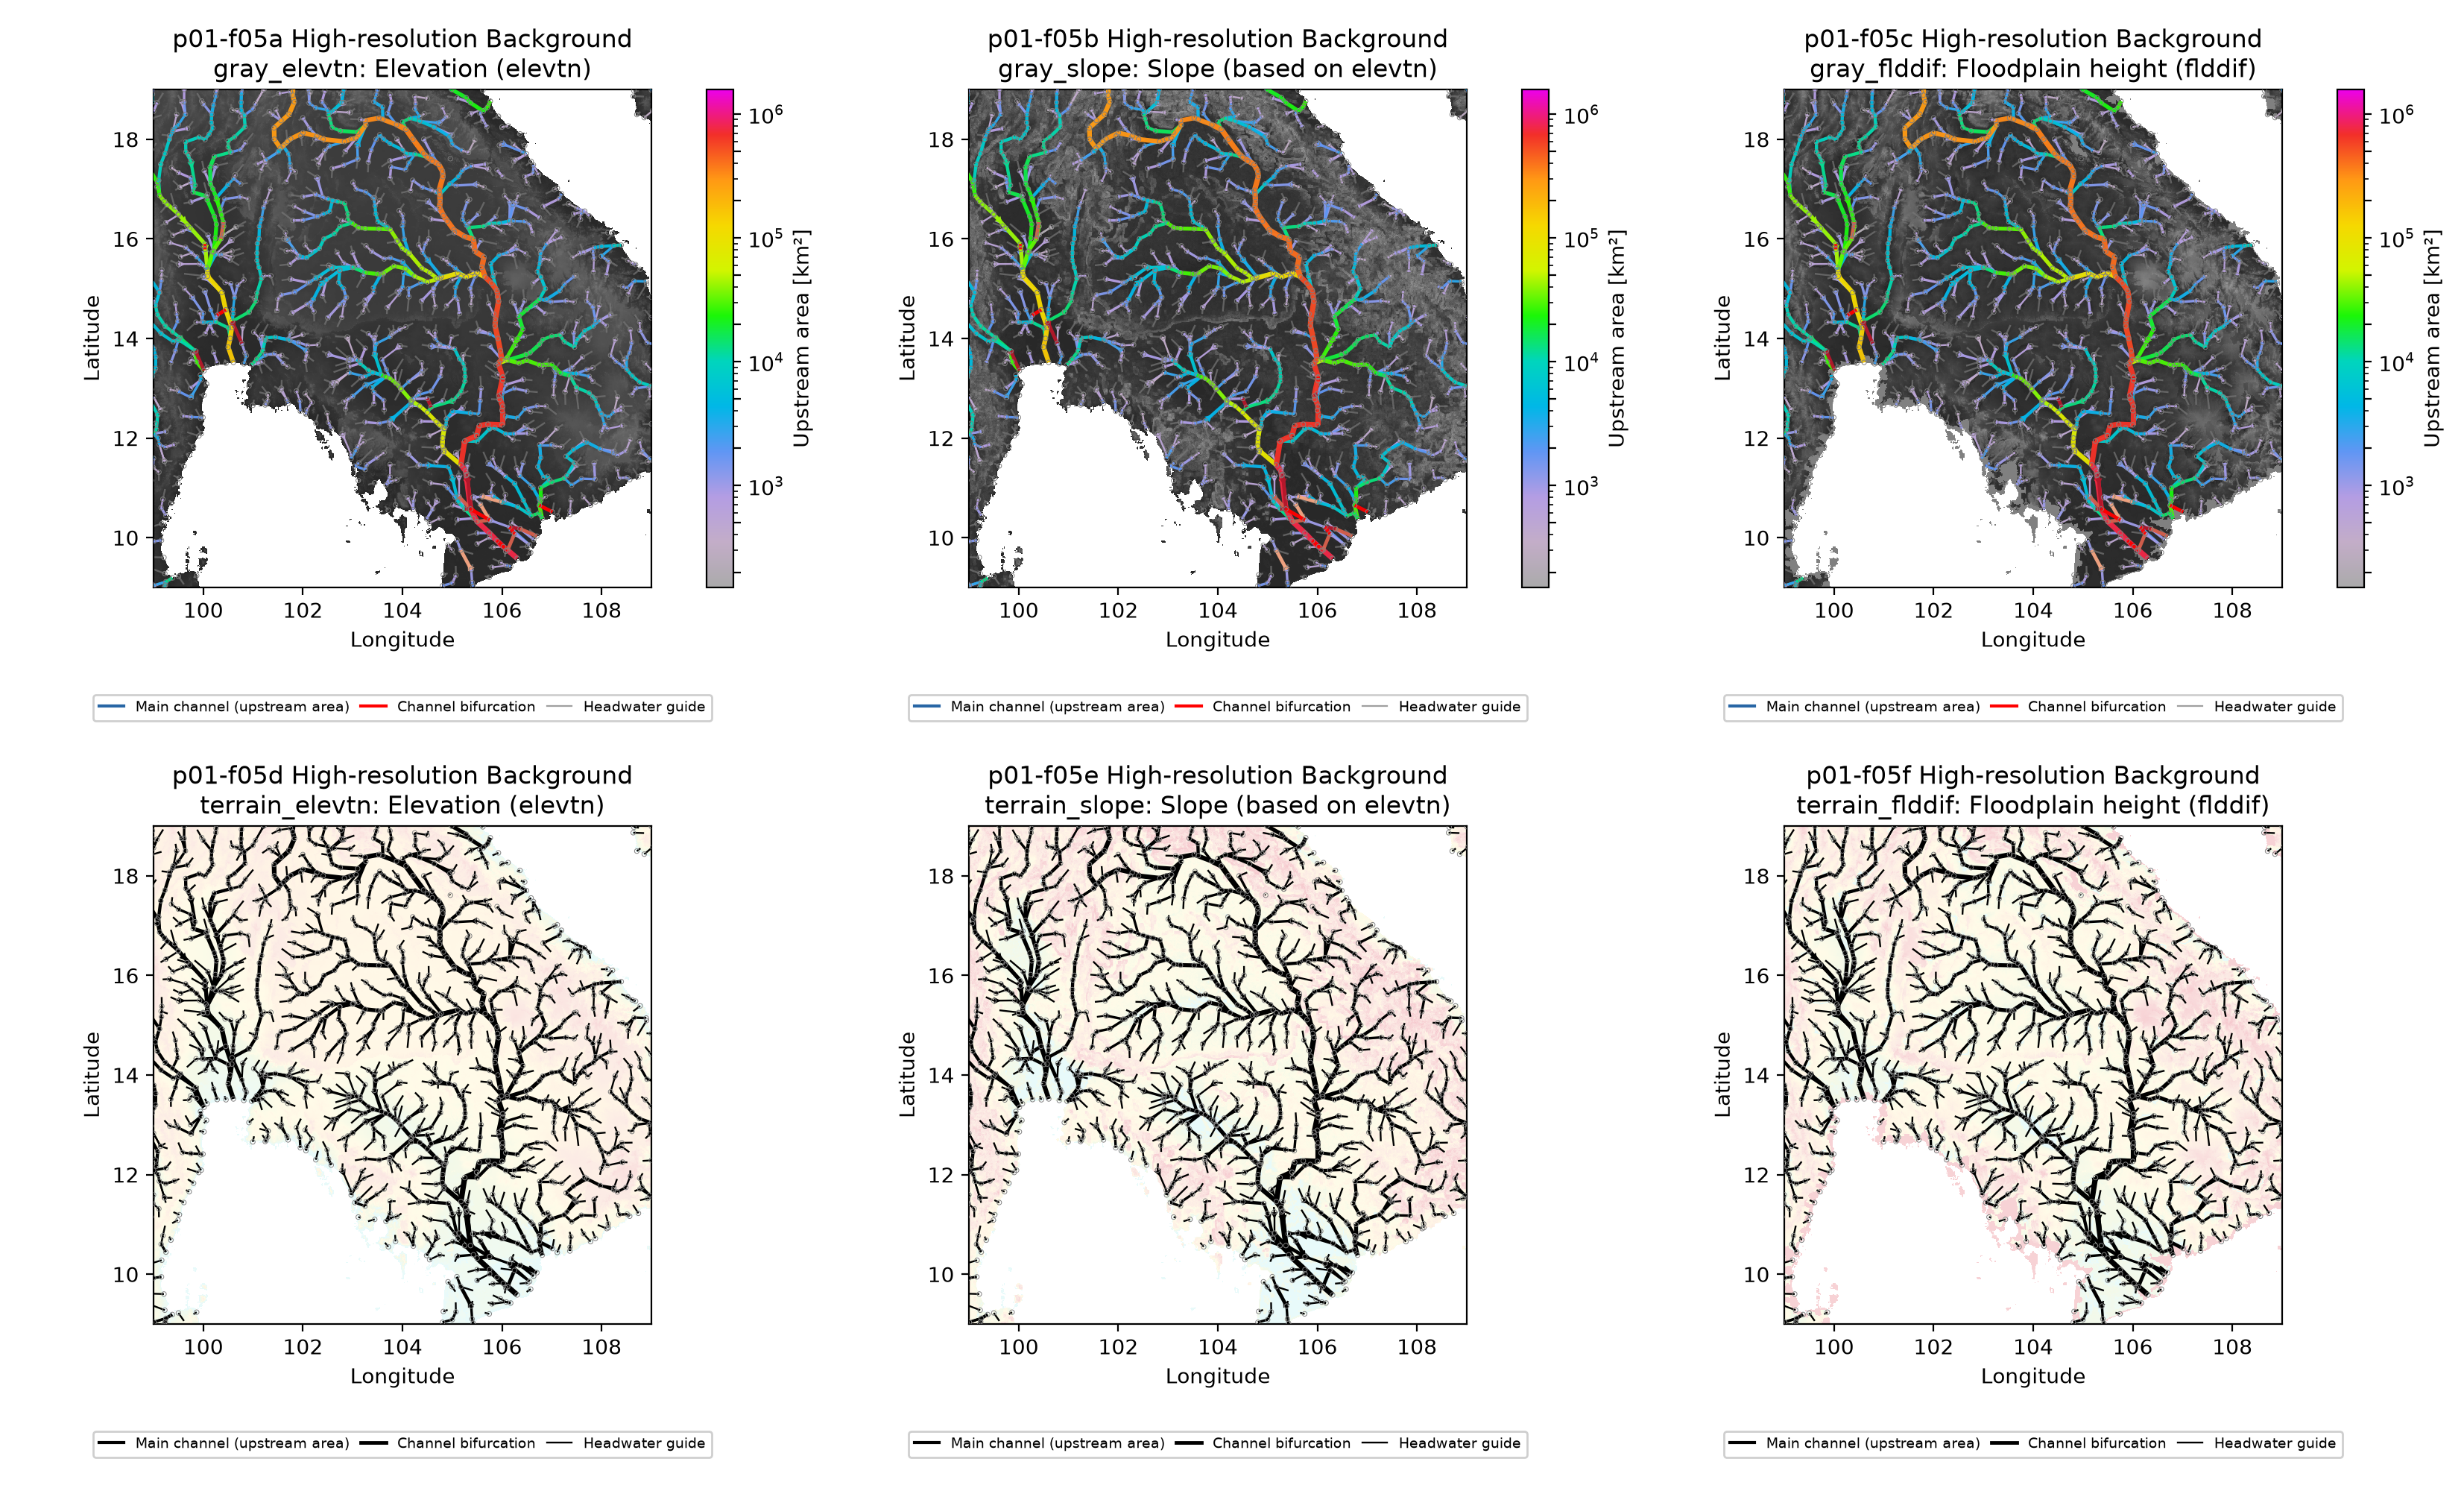 p01-f05a High-resolution Background
gray_elevtn: Elevation (elevtn)
18
16
14
12
10
Latitude
100 102 104 106 108
Longitude
10⁶
10⁵
10⁴
10³
Upstream area [km²]
Main channel (upstream area) Channel bifurcation Headwater guide
p01-f05b High-resolution Background
gray_slope: Slope (based on elevtn)
18
16
14
12
10
Latitude
100 102 104 106 108
Longitude
10⁶
10⁵
10⁴
10³
Upstream area [km²]
Main channel (upstream area) Channel bifurcation Headwater guide
p01-f05c High-resolution Background
gray_flddif: Floodplain height (flddif)
18
16
14
12
10
Latitude
100 102 104 106 108
Longitude
10⁶
10⁵
10⁴
10³
Upstream area [km²]
Main channel (upstream area) Channel bifurcation Headwater guide
p01-f05d High-resolution Background
terrain_elevtn: Elevation (elevtn)
18
16
14
12
10
Latitude
100 102 104 106 108
Longitude
Main channel (upstream area) Channel bifurcation Headwater guide
p01-f05e High-resolution Background
terrain_slope: Slope (based on elevtn)
18
16
14
12
10
Latitude
100 102 104 106 108
Longitude
Main channel (upstream area) Channel bifurcation Headwater guide
p01-f05f High-resolution Background
terrain_flddif: Floodplain height (flddif)
18
16
14
12
10
Latitude
100 102 104 106 108
Longitude
Main channel (upstream area) Channel bifurcation Headwater guide